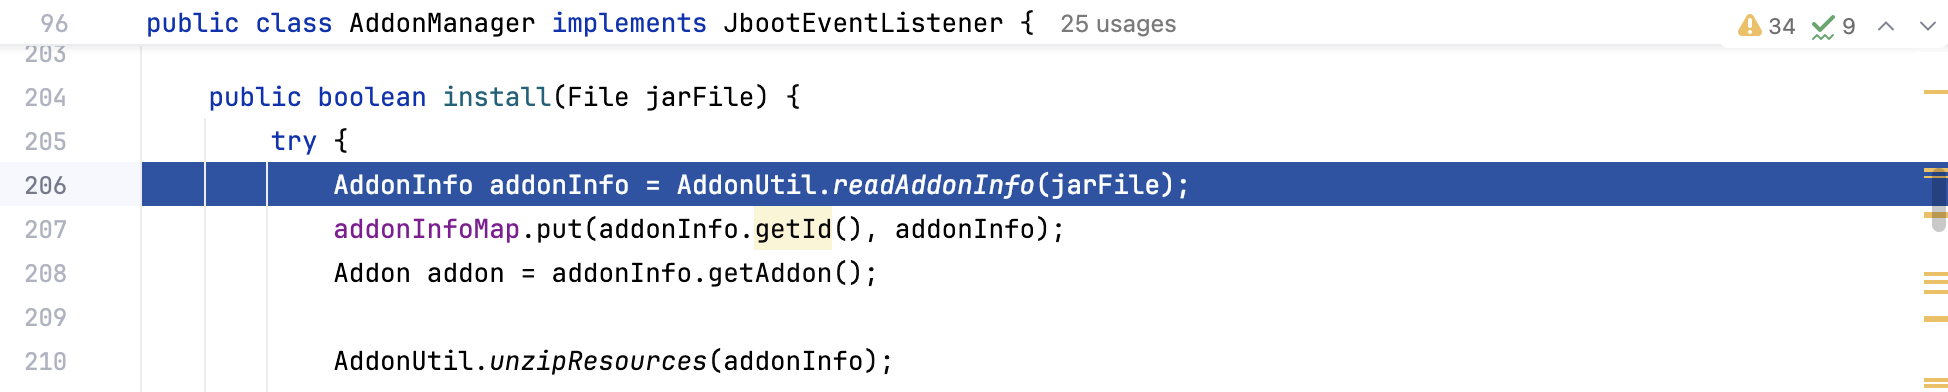 96 public class AddonManager implements JbootEventListener { 25 usages 34 9
203
204 public boolean install(File jarFile) {
205 try {
206 AddonInfo addonInfo = AddonUtil.readAddonInfo(jarFile);
207 addonInfoMap.put(addonInfo.getId(), addonInfo);
208 Addon addon = addonInfo.getAddon();
209
210 AddonUtil.unzipResources(addonInfo);